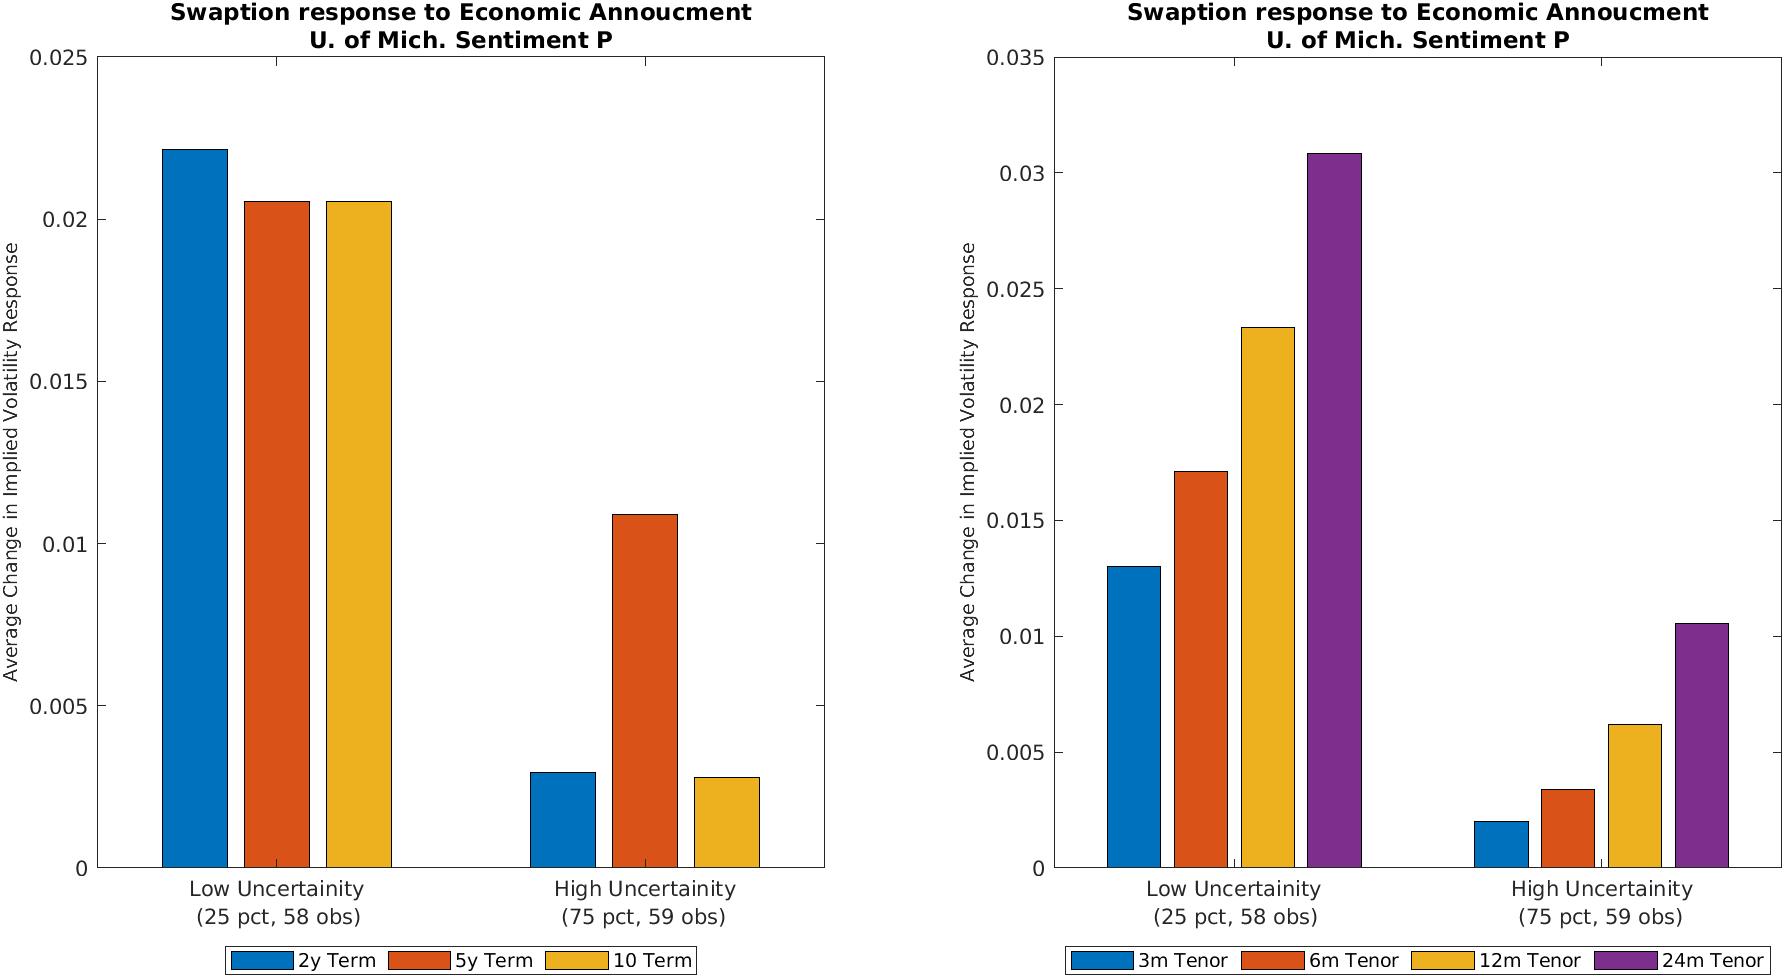 Swaption response to Economic Annoucment
U. of Mich. Sentiment P
Average Change in Implied Volatility Response
0.025
0.02
0.015
0.01
0.005
0
Low Uncertainity
(25 pct, 58 obs)
High Uncertainity
(75 pct, 59 obs)
2y Term
5y Term
10 Term
Swaption response to Economic Annoucment
U. of Mich. Sentiment P
Average Change in Implied Volatility Response
0.035
0.03
0.025
0.02
0.015
0.01
0.005
0
Low Uncertainity
(25 pct, 58 obs)
High Uncertainity
(75 pct, 59 obs)
3m Tenor
6m Tenor
12m Tenor
24m Tenor